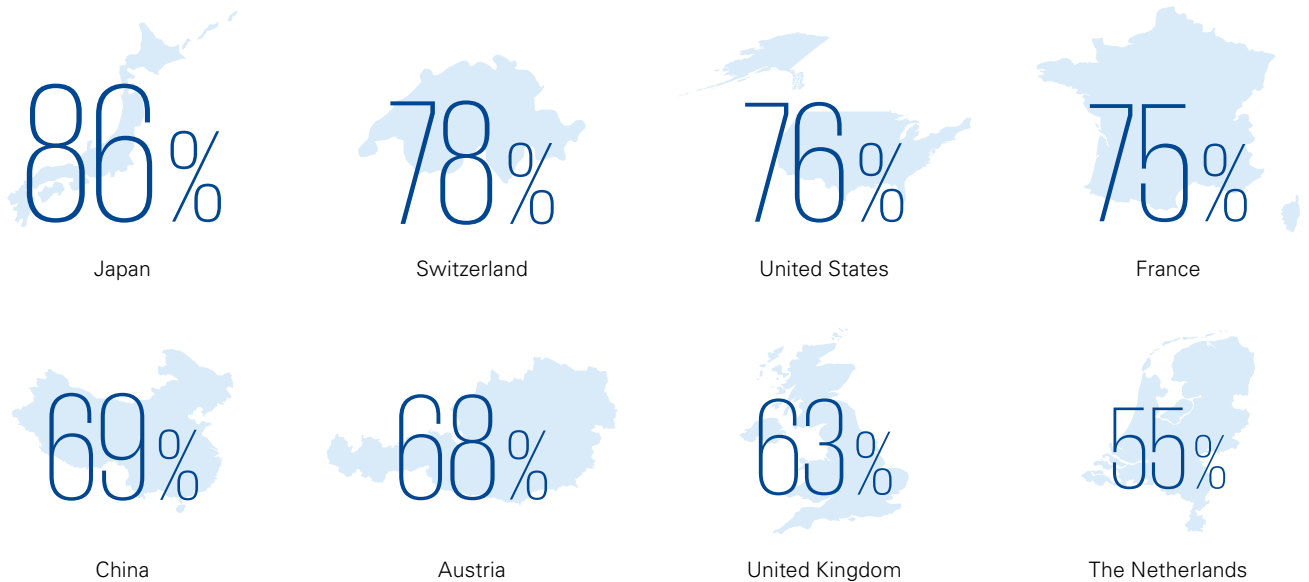 86% 78% 76% 75%
Japan Switzerland United States France
69% 68% 63% 55%
China Austria United Kingdom The Netherlands